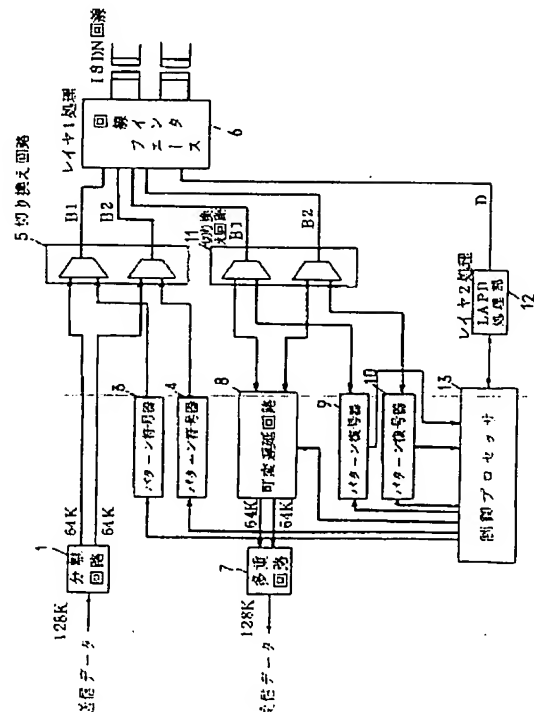 送信データ
128K
1
分離
回路
64K
64K
3
パターン符号器
4
パターン符号器
5 切り換え回路
B1
B2
レイヤ1処理
回線
インタ
フェース
6
ISDN回線
受信データ
128K
7
多重
回路
64K
64K
8
可変遅延回路
9
パターン復号器
10
パターン復号器
11
切り換
え回路
B1
B2
D
レイヤ2処理
LAPD
処理部
12
13
制御プロセッサ